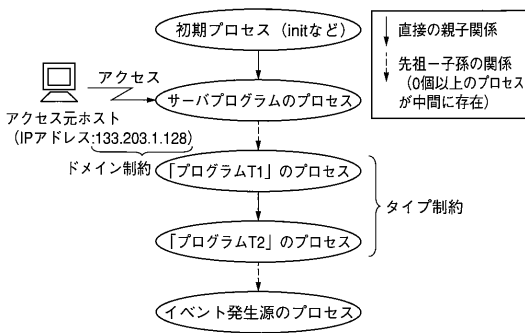 初期プロセス（initなど）
直接の親子関係
先祖－子孫の関係
（0個以上のプロセス
が中間に存在）
アクセス
サーバプログラムのプロセス
アクセス元ホスト
（IPアドレス:133.203.1.128）
ドメイン制約
「プログラムT1」のプロセス
タイプ制約
「プログラムT2」のプロセス
イベント発生源のプロセス